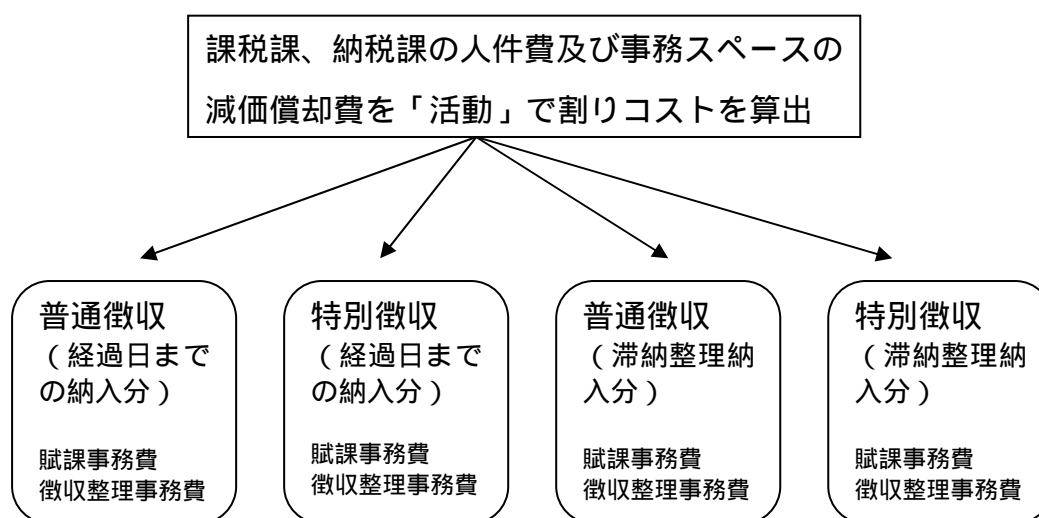 課税課、納税課の人件費及び事務スペースの
減価償却費を「活動」で割りコストを算出
普通徴収
（経過日まで
の納入分）
賦課事務費
徴収整理事務費
特別徴収
（経過日まで
の納入分）
賦課事務費
徴収整理事務費
普通徴収
（滞納整理納
入分）
賦課事務費
徴収整理事務費
特別徴収
（滞納整理納
入分）
賦課事務費
徴収整理事務費